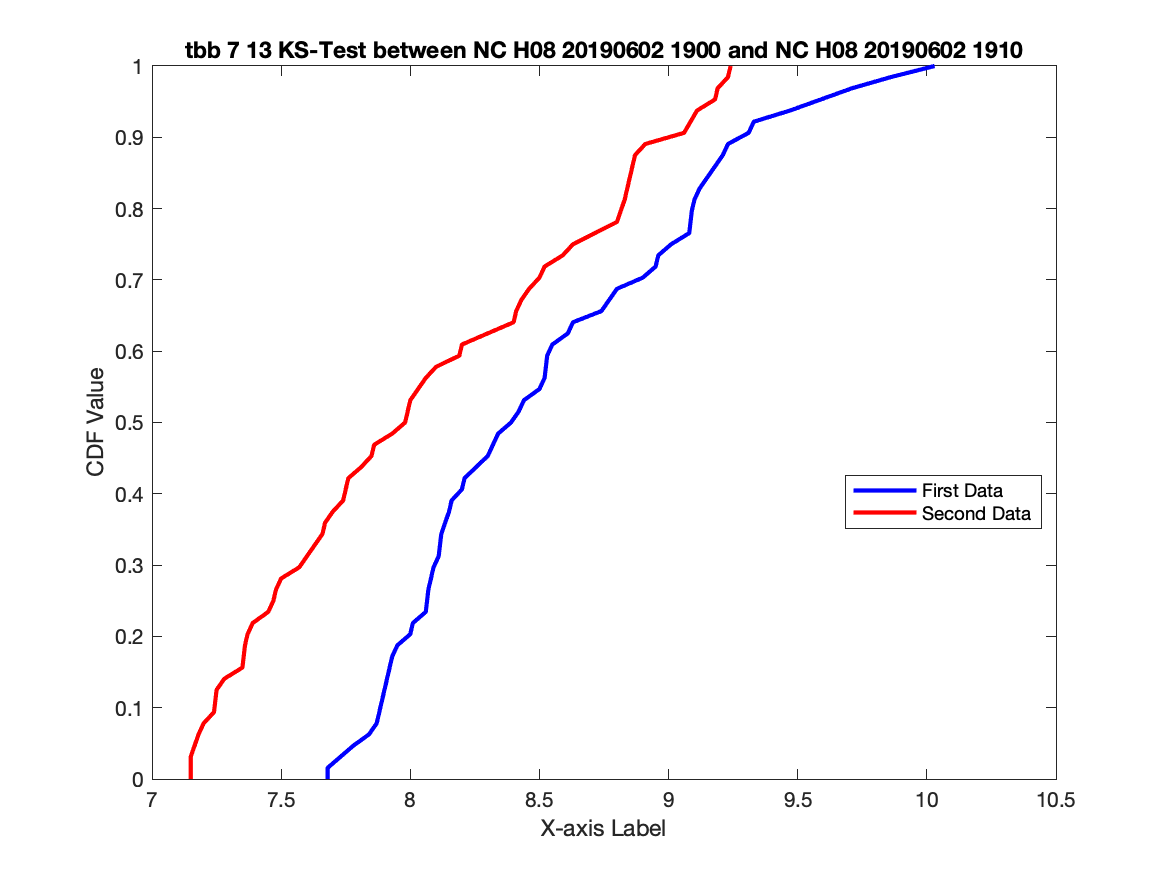 tbb 7 13 KS-Test between NC H08 20190602 1900 and NC H08 20190602 1910
1
0.9
0.8
0.7
0.6
0.5
0.4
0.3
0.2
0.1
0
CDF Value
First Data
Second Data
7 7.5 8 8.5 9 9.5 10 10.5
X-axis Label